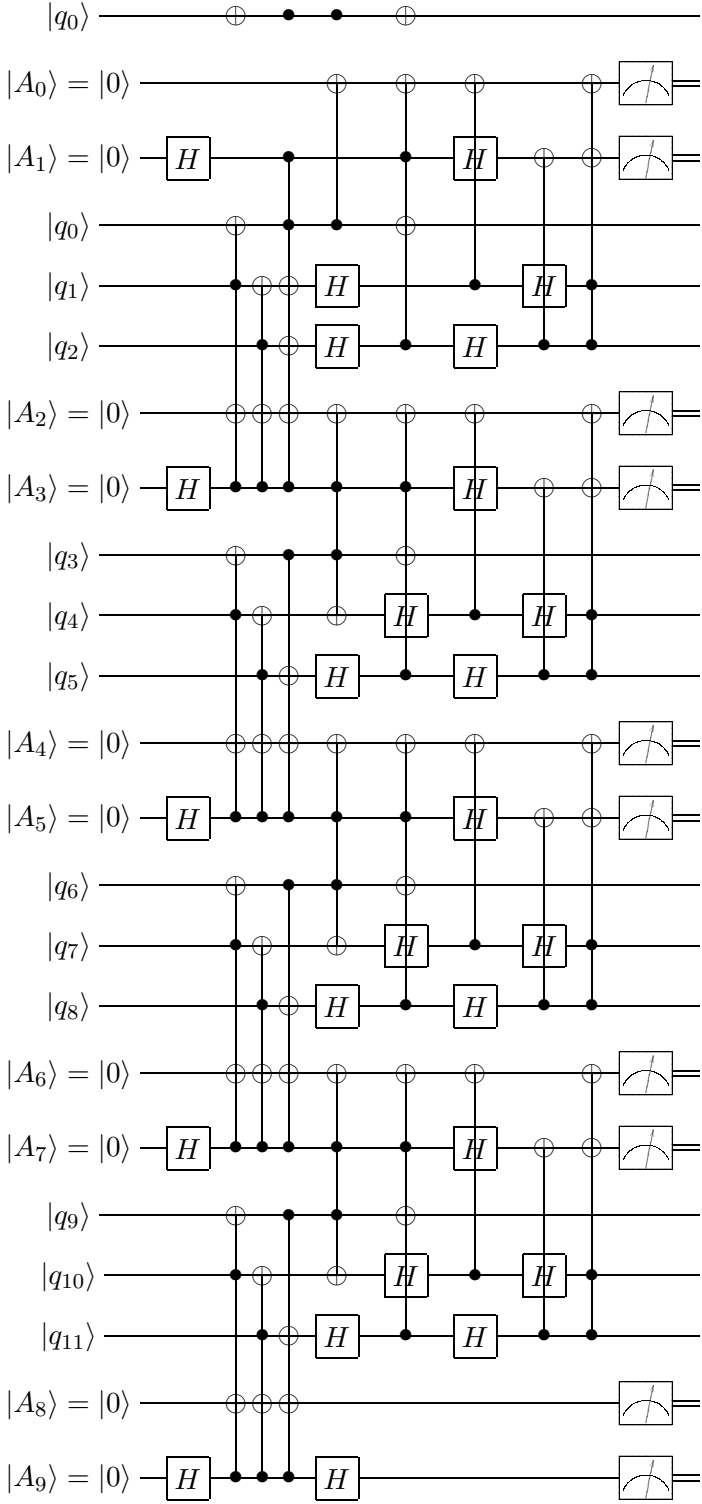 |q₀⟩
|A₀⟩ = |0⟩
|A₁⟩ = |0⟩ H H
|q₀⟩
|q₁⟩ H H
|q₂⟩ H H
|A₂⟩ = |0⟩
|A₃⟩ = |0⟩ H H
|q₃⟩
|q₄⟩ H H
|q₅⟩ H H
|A₄⟩ = |0⟩
|A₅⟩ = |0⟩ H H
|q₆⟩
|q₇⟩ H H
|q₈⟩ H H
|A₆⟩ = |0⟩
|A₇⟩ = |0⟩ H H
|q₉⟩
|q₁₀⟩ H H
|q₁₁⟩ H H
|A₈⟩ = |0⟩
|A₉⟩ = |0⟩ H H